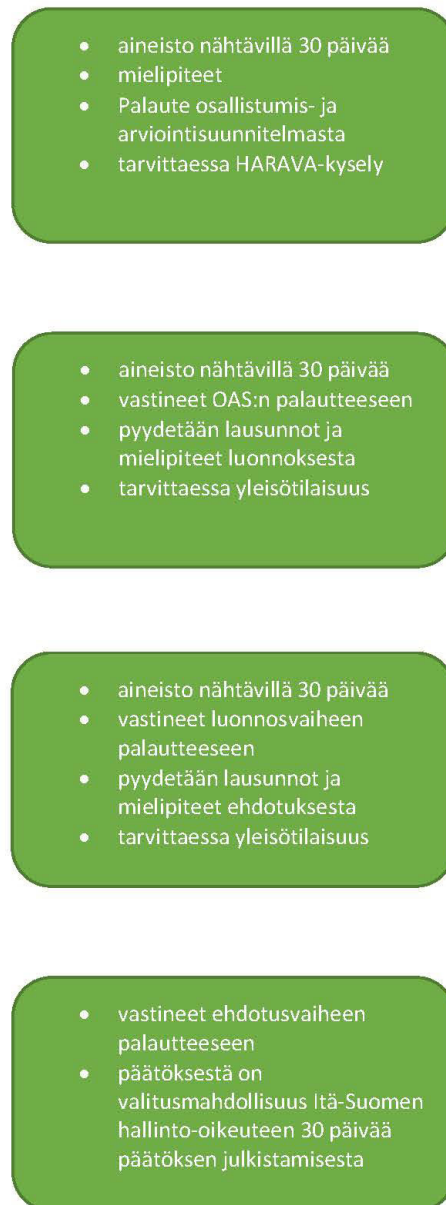 • aineisto nähtävillä 30 päivää
• mielipiteet
• Palaute osallistumis- ja
arviointisuunnitelmasta
• tarvittaessa HARAVA-kysely
• aineisto nähtävillä 30 päivää
• vastineet OAS:n palautteeseen
• pyydetään lausunnot ja
mielipiteet luonnoksesta
• tarvittaessa yleisötilaisuus
• aineisto nähtävillä 30 päivää
• vastineet luonnosvaiheen
palautteeseen
• pyydetään lausunnot ja
mielipiteet ehdotuksesta
• tarvittaessa yleisötilaisuus
• vastineet ehdotusvaiheen
palautteeseen
• päätöksestä on
valitusmahdollisuus Itä-Suomen
hallinto-oikeuteen 30 päivää
päätöksen julkistamisesta